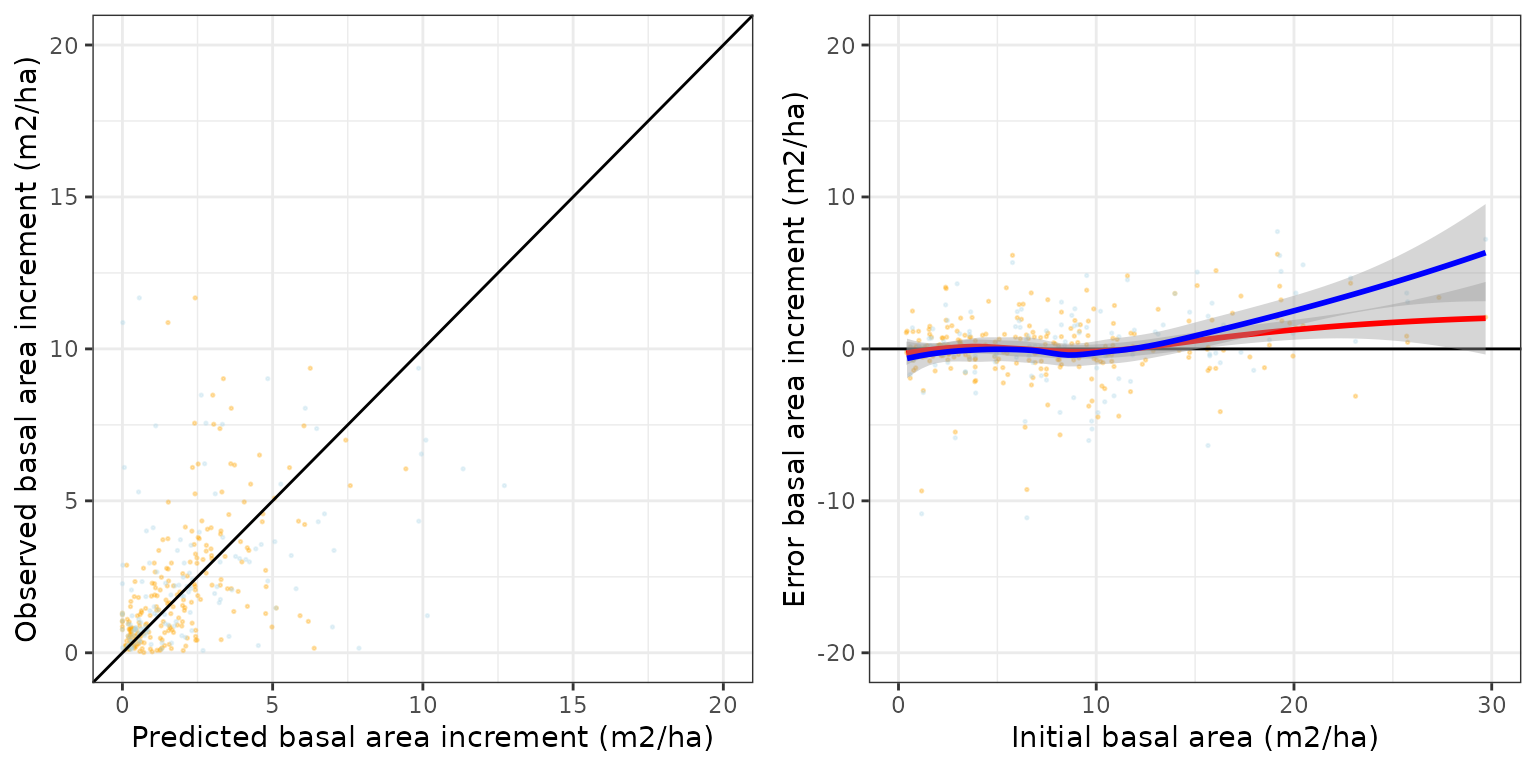 Observed basal area increment (m2/ha)
20
15
10
5
0
0 5 10 15 20
Predicted basal area increment (m2/ha)
Error basal area increment (m2/ha)
20
10
0
-10
-20
0 10 20 30
Initial basal area (m2/ha)